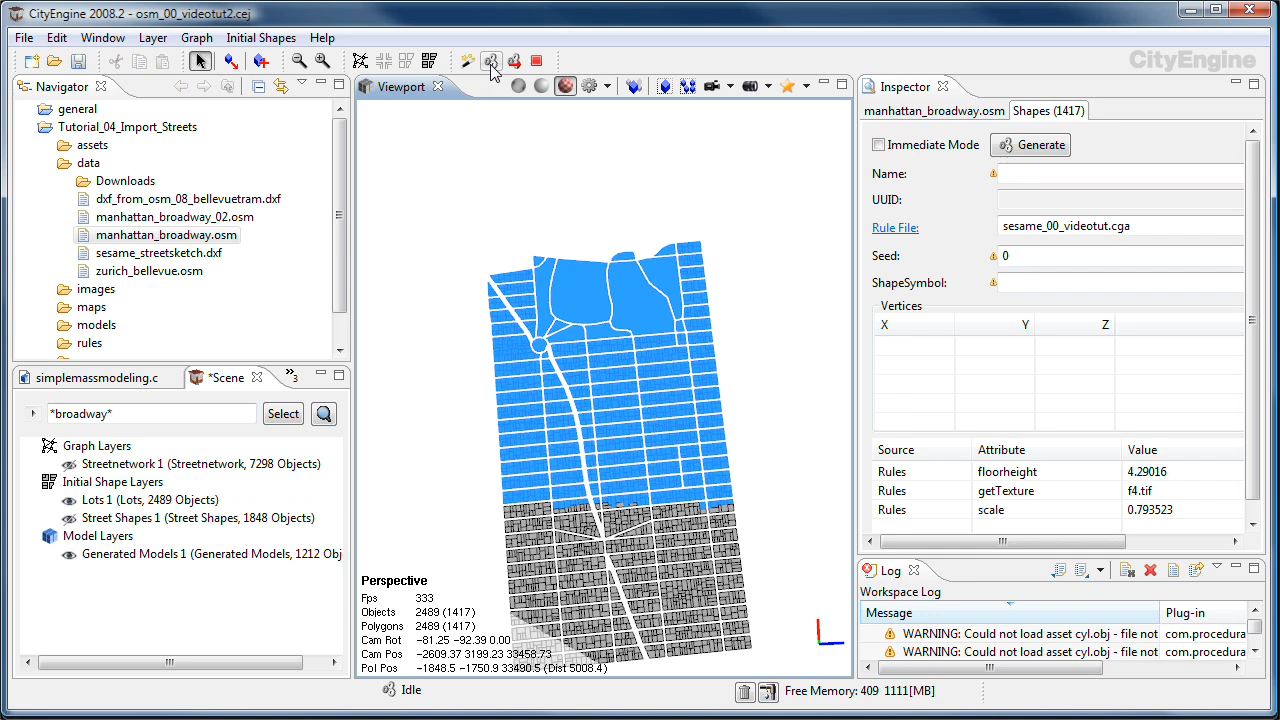 CityEngine 2008.2 - osm_00_videotut2.cej
File Edit Window Layer Graph Initial Shapes Help
CityEngine
Navigator
general
Tutorial_04_Import_Streets
assets
data
Downloads
dxf_from_osm_08_bellevuetram.dxf
manhattan_broadway_02.osm
manhattan_broadway.osm
sesame_streetsketch.dxf
zurich_bellevue.osm
images
maps
models
rules
simplemassmodeling.c
*Scene
3
*broadway*
Select
Graph Layers
Streetnetwork 1 (Streetnetwork, 7298 Objects)
Initial Shape Layers
Lots 1 (Lots, 2489 Objects)
Street Shapes 1 (Street Shapes, 1848 Objects)
Model Layers
Generated Models 1 (Generated Models, 1212 Obj
Viewport
Perspective
Fps 333
Objects 2489 (1417)
Polygons 2489 (1417)
Cam Rot -81.25 -92.39 0.00
Cam Pos -2609.37 3199.23 33458.73
PoI Pos -1848.5 -1750.9 33490.5 (Dist 5008.4)
Inspector
manhattan_broadway.osm Shapes (1417)
Immediate Mode Generate
Name:
UUID:
Rule File: sesame_00_videotut.cga
Seed: 0
ShapeSymbol:
Vertices
X Y Z
Source Attribute Value
Rules floorheight 4.29016
Rules getTexture f4.tif
Rules scale 0.793523
Log
Workspace Log
Message Plug-in
WARNING: Could not load asset cyl.obj - file not com.procedura
WARNING: Could not load asset cyl.obj - file not com.procedura
Idle
Free Memory: 409 1111[MB]